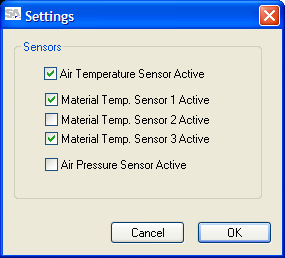 SA Settings
Sensors
Air Temperature Sensor Active
Material Temp. Sensor 1 Active
Material Temp. Sensor 2 Active
Material Temp. Sensor 3 Active
Air Pressure Sensor Active
Cancel OK